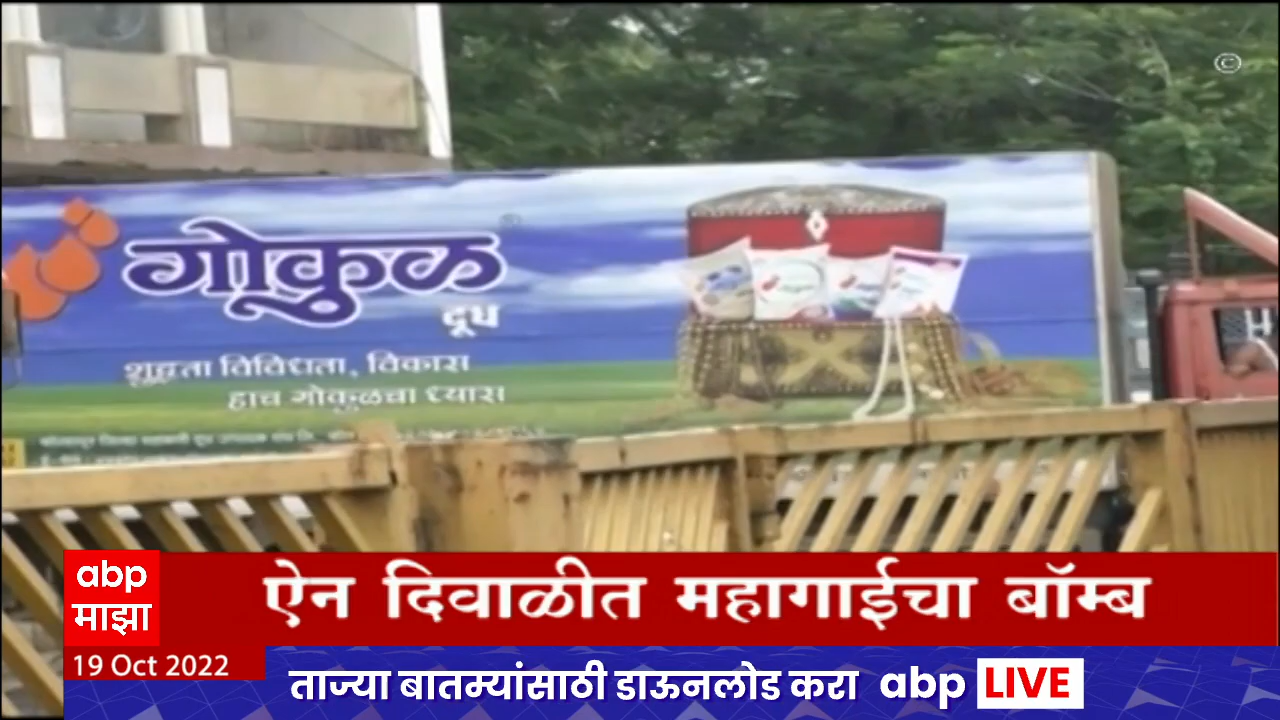 ©
गोकुळ
दूध
शुद्धता विविधता, विकास
हाच गोकुळचा ध्यास
abp
माझा
ऐन दिवाळीत महागाईचा बॉम्ब
19 Oct 2022
ताज्या बातम्यांसाठी डाऊनलोड करा abp LIVE